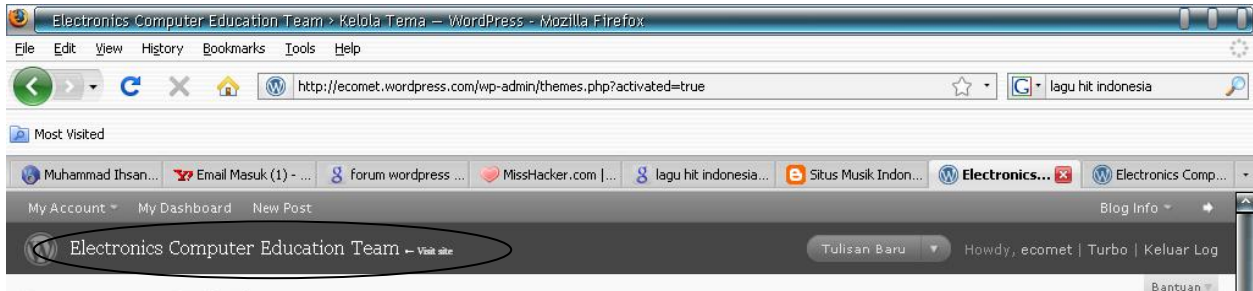 Electronics Computer Education Team › Kelola Tema — WordPress - Mozilla Firefox
File Edit View History Bookmarks Tools Help
http://ecomet.wordpress.com/wp-admin/themes.php?activated=true G lagu hit indonesia
Most Visited
Muhammad Ihsan... Email Masuk (1) - ... forum wordpress ... MissHacker.com |... lagu hit indonesia... Situs Musik Indon... Electronics... Electronics Comp...
My Account My Dashboard New Post Blog Info
Electronics Computer Education Team ← Visit site Tulisan Baru Howdy, ecomet | Turbo | Keluar Log
Bantuan